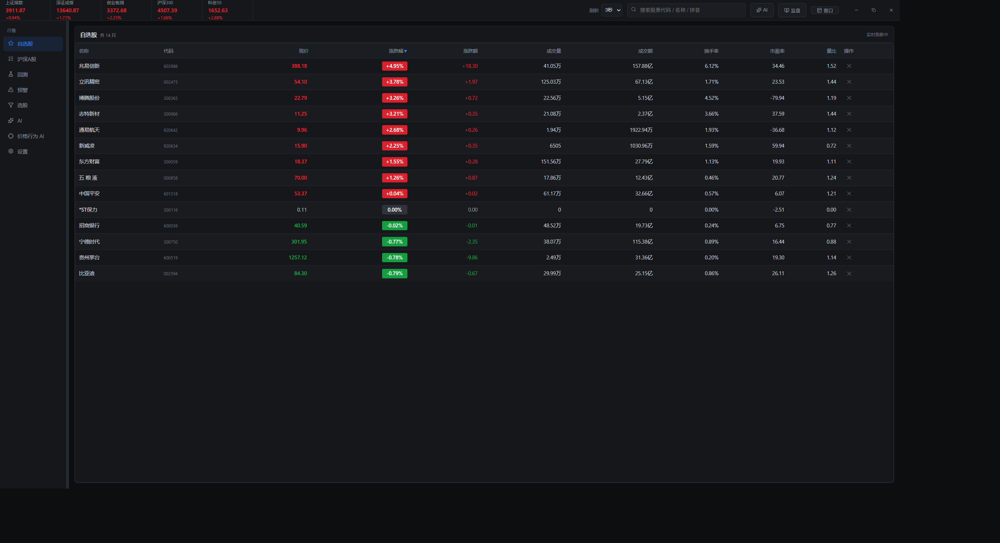 上证指数 深证成指 创业板指 沪深300 科创50
3911.87 13640.87 3372.68 4507.39 1652.63
+0.94% +1.72% +2.25% +1.06% +2.88%
刷新 3秒 搜索股票代码 / 名称 / 拼音 AI 监盘 窗口
行情
自选股
沪深A股
回测
预警
选股
AI
价格行为 AI
设置
自选股 共 14 只 实时刷新中
名称 代码 现价 涨跌幅▼ 涨跌额 成交量 成交额 换手率 市盈率 量比 操作
兆易创新 603986 388.18 +4.95% +18.30 41.05万 157.88亿 6.12% 34.46 1.52
立讯精密 002475 54.10 +3.78% +1.97 125.03万 67.13亿 1.71% 23.53 1.44
博腾股份 300363 22.79 +3.26% +0.72 22.56万 5.15亿 4.52% -79.94 1.19
志特新材 300986 11.25 +3.21% +0.35 21.08万 2.37亿 3.66% 37.59 1.44
通易航天 920642 9.96 +2.68% +0.26 1.94万 1922.94万 1.93% -36.68 1.12
新威凌 920634 15.90 +2.25% +0.35 6505 1030.96万 1.59% 59.94 0.72
东方财富 300059 18.37 +1.55% +0.28 151.56万 27.79亿 1.13% 19.93 1.11
五 粮 液 000858 70.00 +1.26% +0.87 17.86万 12.43亿 0.46% 20.77 1.24
中国平安 601318 53.37 +0.04% +0.02 61.17万 32.66亿 0.57% 6.07 1.21
*ST保力 300116 0.11 0.00% 0.00 0 0 0.00% -2.51 0.00
招商银行 600036 40.59 -0.02% -0.01 48.52万 19.73亿 0.24% 6.75 0.77
宁德时代 300750 301.95 -0.77% -2.35 38.07万 115.38亿 0.89% 16.44 0.88
贵州茅台 600519 1257.12 -0.78% -9.86 2.49万 31.36亿 0.20% 19.30 1.14
比亚迪 002594 84.30 -0.79% -0.67 29.99万 25.15亿 0.86% 26.11 1.26